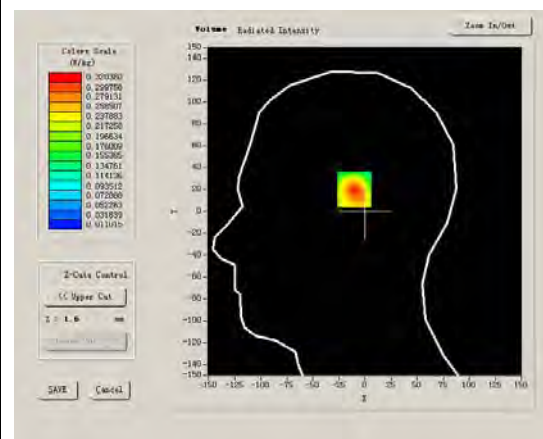 Volume Radiated Intensity
Zoom In/Out
Colors Scale
(W/kg)
0.320382
0.299758
0.279131
0.258507
0.237883
0.217258
0.196634
0.176009
0.155385
0.134761
0.114136
0.093512
0.072888
0.052263
0.031639
0.011015
150
140
120
100
80
60
40
20
Y
0
-20
-40
-60
-80
-100
-120
-140
-150
-150 -125 -100 -75 -50 -25 0 25 50 75 100 125 150
X
Z-Cuts Control
<< Upper Cut
Z : 1.6 mm
SAVE
Cancel